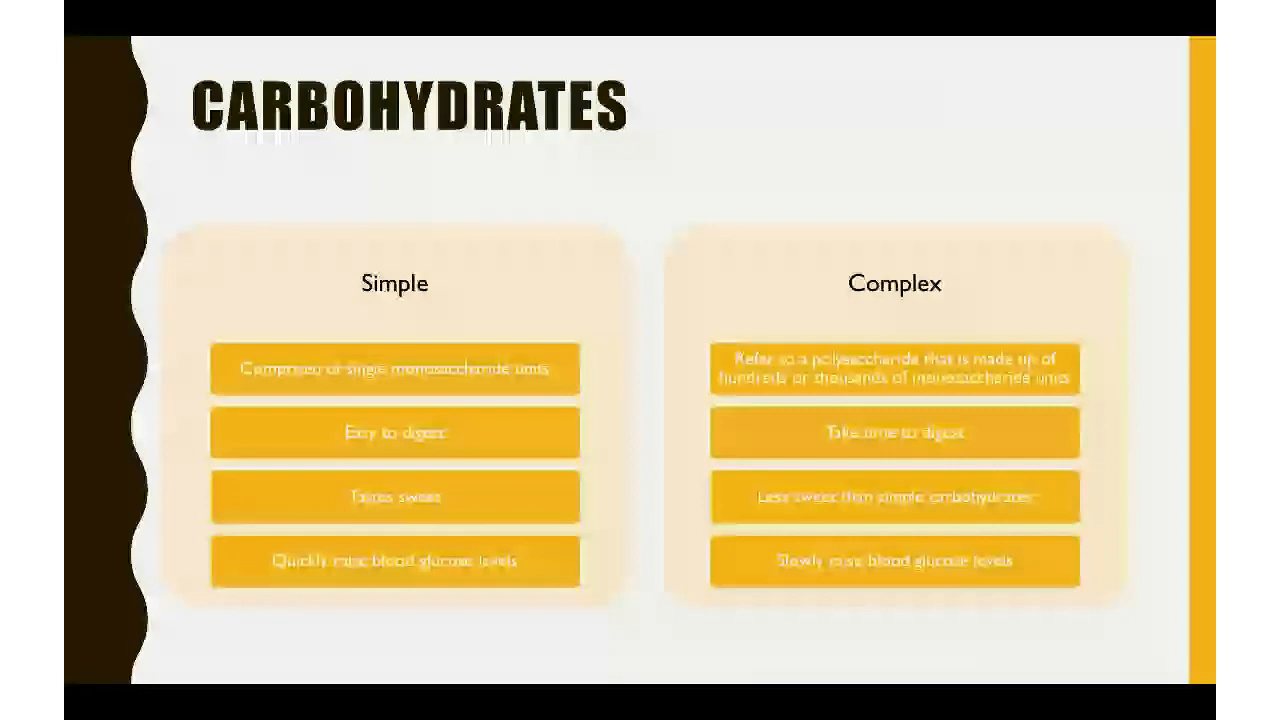 CARBOHYDRATES
Simple
Composed of single monosaccharide units
Easy to digest
Tastes sweet
Quickly raise blood glucose levels
Complex
Refer to a polysaccharide that is made up of
hundreds or thousands of monosaccharide units
Take time to digest
Less sweet than simple carbohydrates
Slowly raise blood glucose levels